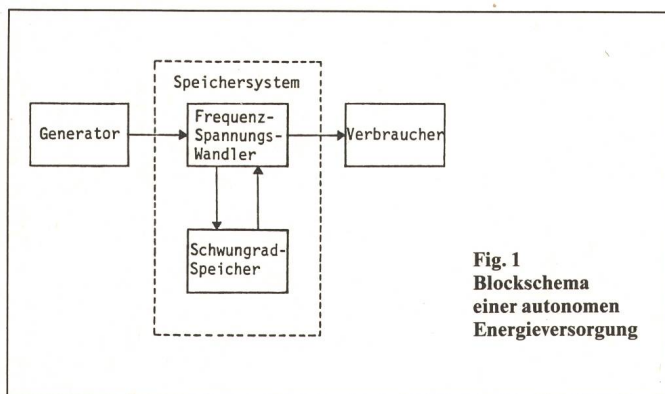 Speichersystem
Generator
Frequenz-
Spannungs-
Wandler
Verbraucher
Schwungrad-
Speicher
Fig. 1
Blockschema
einer autonomen
Energieversorgung